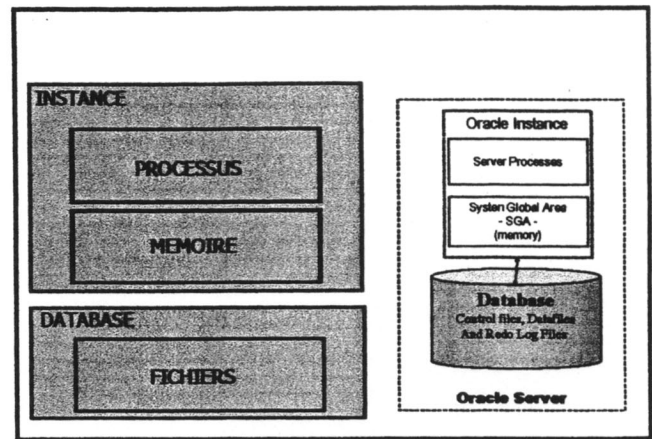 INSTANCE
PROCESSUS
MEMOIRE
DATABASE
FICHIERS
Oracle Instance
Server Processes
System Global Area
- SGA -
(memory)
Database
Control files, Datafiles
And Redo Log Files
Oracle Server